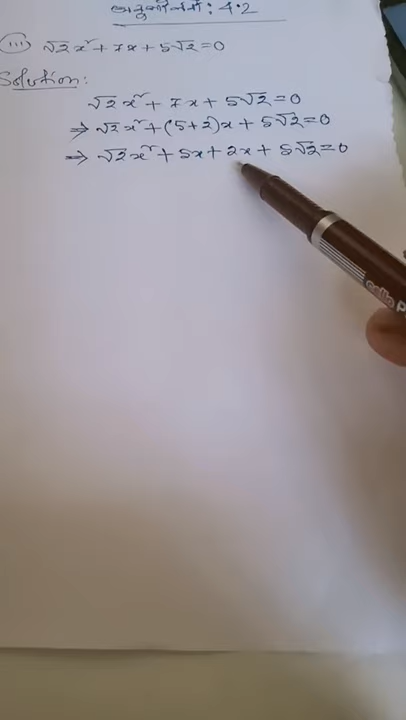 অনুশীলনী: 4.2
(iii) √2x² + 7x + 5√2 = 0
Solution:
√2x² + 7x + 5√2 = 0
⇒ √2x² + (5+2)x + 5√2 = 0
⇒ √2x² + 5x + 2x + 5√2 = 0
cello